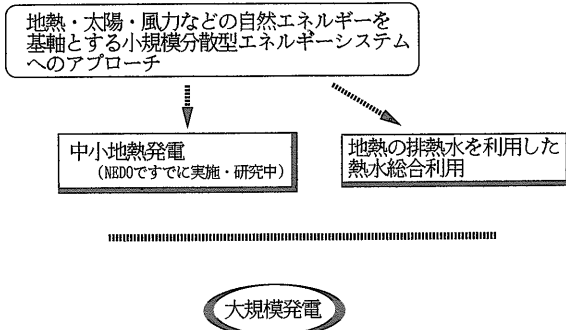 地熱・太陽・風力などの自然エネルギーを
基軸とする小規模分散型エネルギーシステム
へのアプローチ
中小地熱発電
(NEDOですでに実施・研究中)
地熱の排熱水を利用した
熱水総合利用
大規模発電